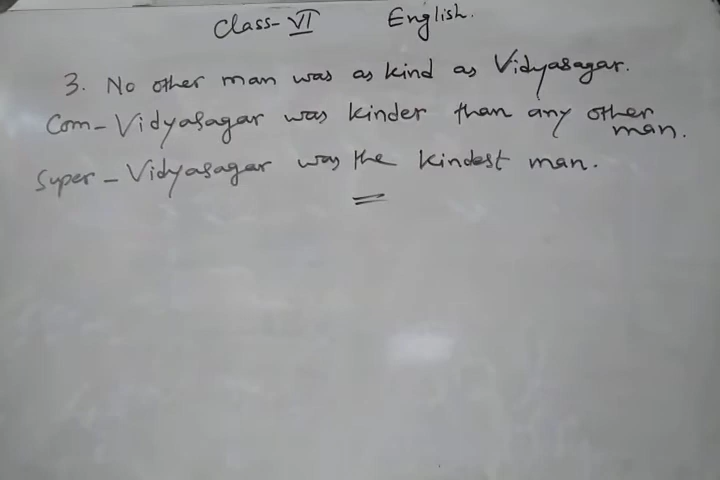 Class-VI English.
3. No other man was as kind as Vidyasagar.
Com-Vidyasagar was kinder than any other
man.
Super-Vidyasagar was the kindest man.